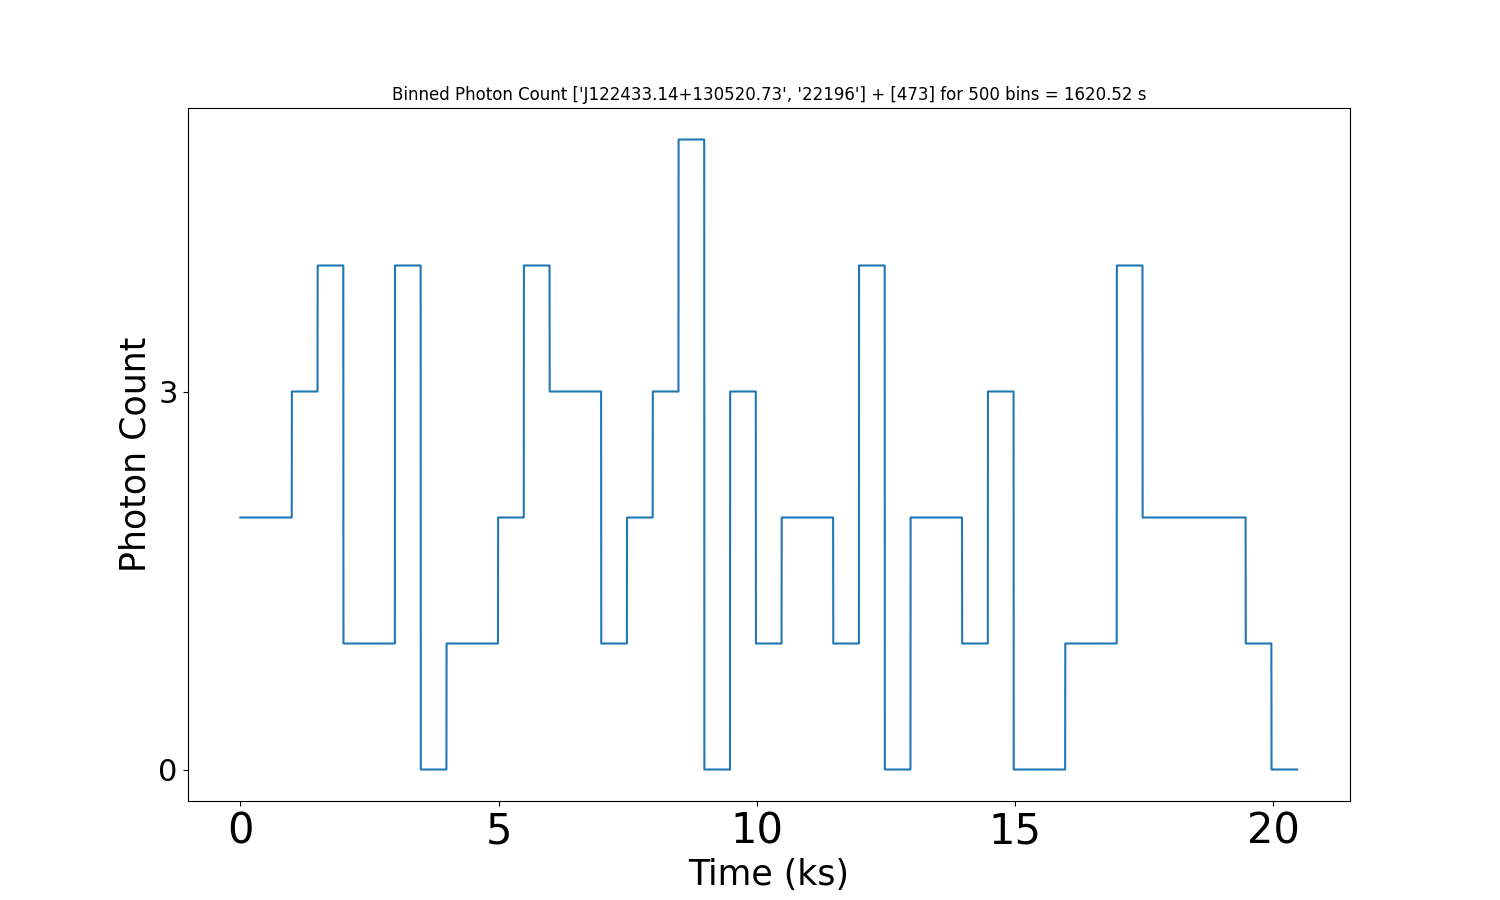 Binned Photon Count ['J122433.14+130520.73', '22196'] + [473] for 500 bins = 1620.52 s
Photon Count
3
0
0 5 10 15 20
Time (ks)